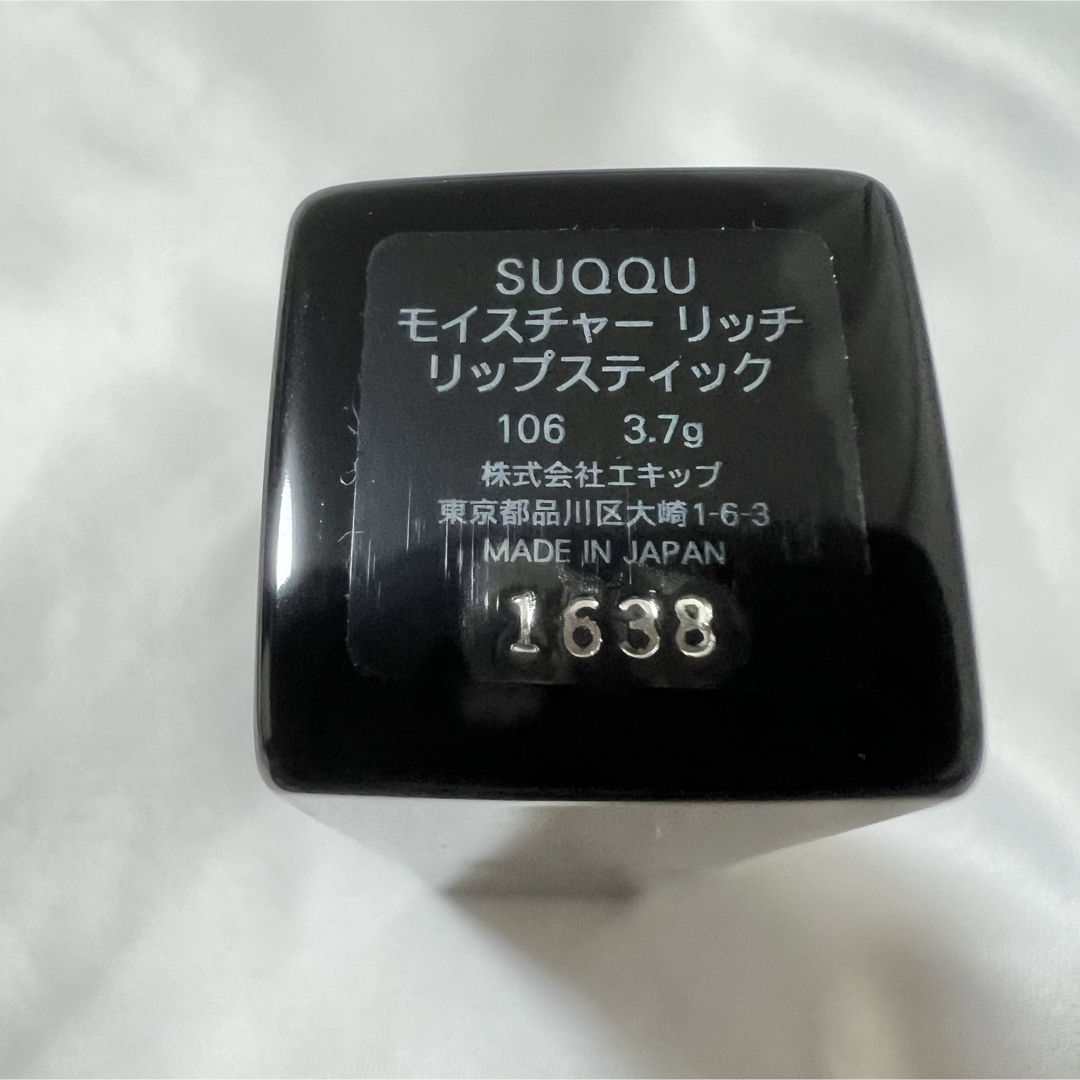 SUQQU
モイスチャー リッチ
リップスティック
106 3.7g
株式会社エキップ
東京都品川区大崎1-6-3
MADE IN JAPAN
1638